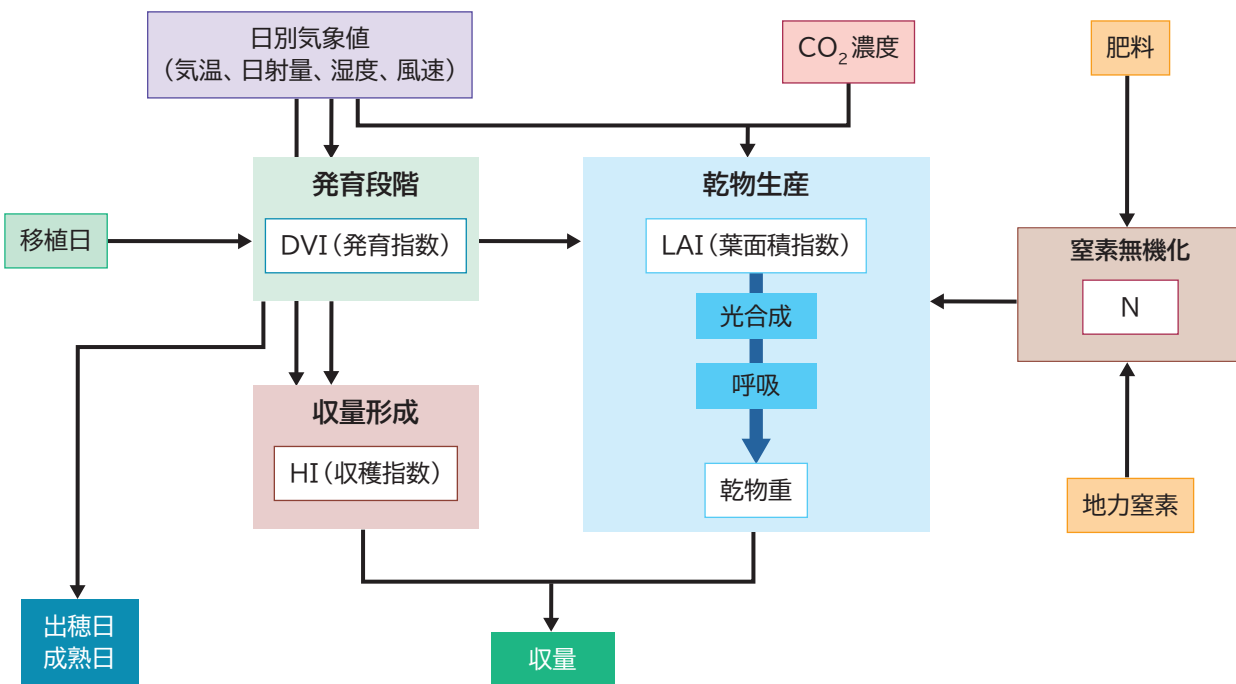 日別気象値
（気温、日射量、湿度、風速）
CO₂濃度
肥料
発育段階
DVI（発育指数）
移植日
乾物生産
LAI（葉面積指数）
光合成
呼吸
乾物重
窒素無機化
N
収量形成
HI（収穫指数）
地力窒素
出穂日
成熟日
収量